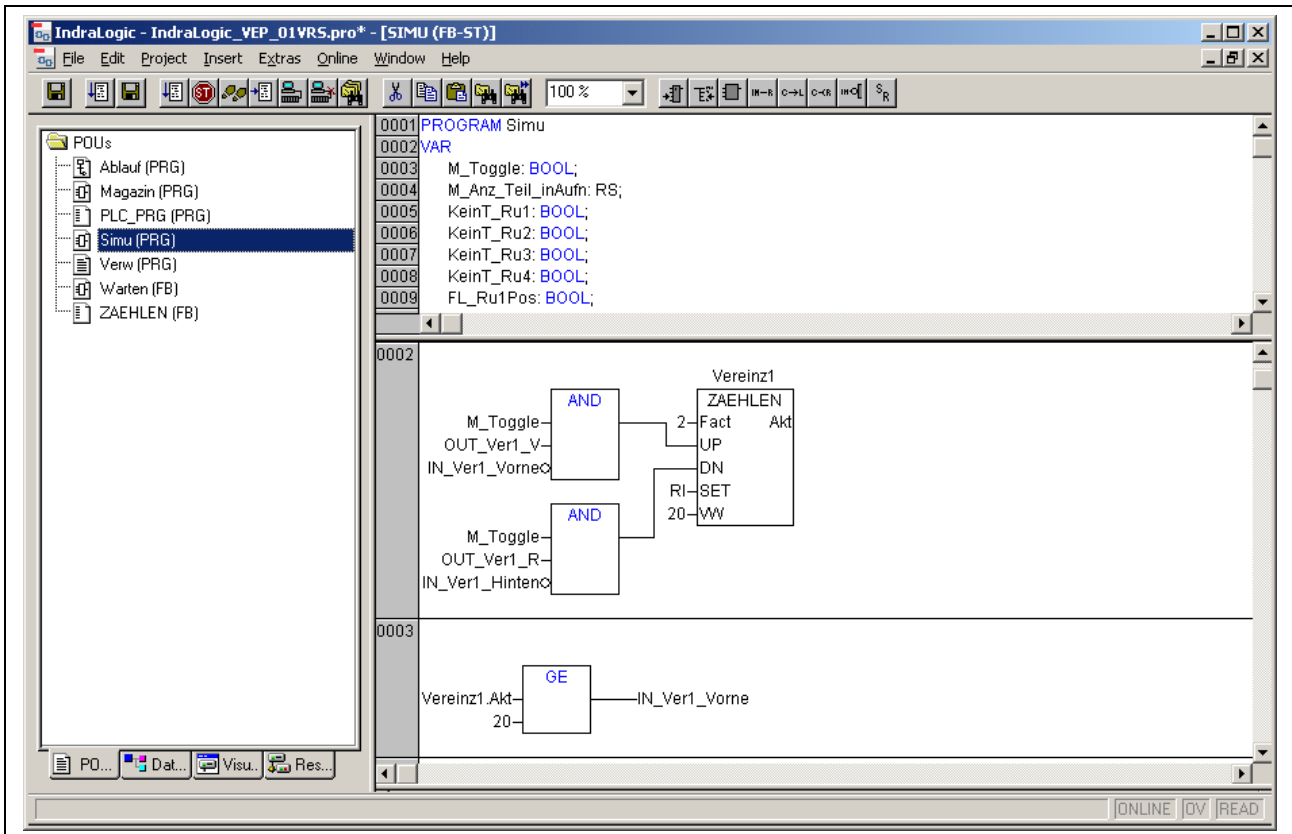 IndraLogic - IndraLogic_VEP_01VRS.pro* - [SIMU (FB-ST)]
File Edit Project Insert Extras Online Window Help
100 %
POUs
Ablauf (PRG)
Magazin (PRG)
PLC_PRG (PRG)
Simu (PRG)
Verw (PRG)
Warten (FB)
ZAEHLEN (FB)
PO... Dat... Visu.. Res...
0001 PROGRAM Simu
0002 VAR
0003 M_Toggle: BOOL;
0004 M_Anz_Teil_inAufn: RS;
0005 KeinT_Ru1: BOOL;
0006 KeinT_Ru2: BOOL;
0007 KeinT_Ru3: BOOL;
0008 KeinT_Ru4: BOOL;
0009 FL_Ru1Pos: BOOL;
0002
Vereinz1
AND
M_Toggle
OUT_Ver1_V
IN_Ver1_Vorne
ZAEHLEN
2 Fact Akt
UP
DN
RI SET
20 VW
AND
M_Toggle
OUT_Ver1_R
IN_Ver1_Hinten
0003
GE
Vereinz1.Akt IN_Ver1_Vorne
20
ONLINE OV READ